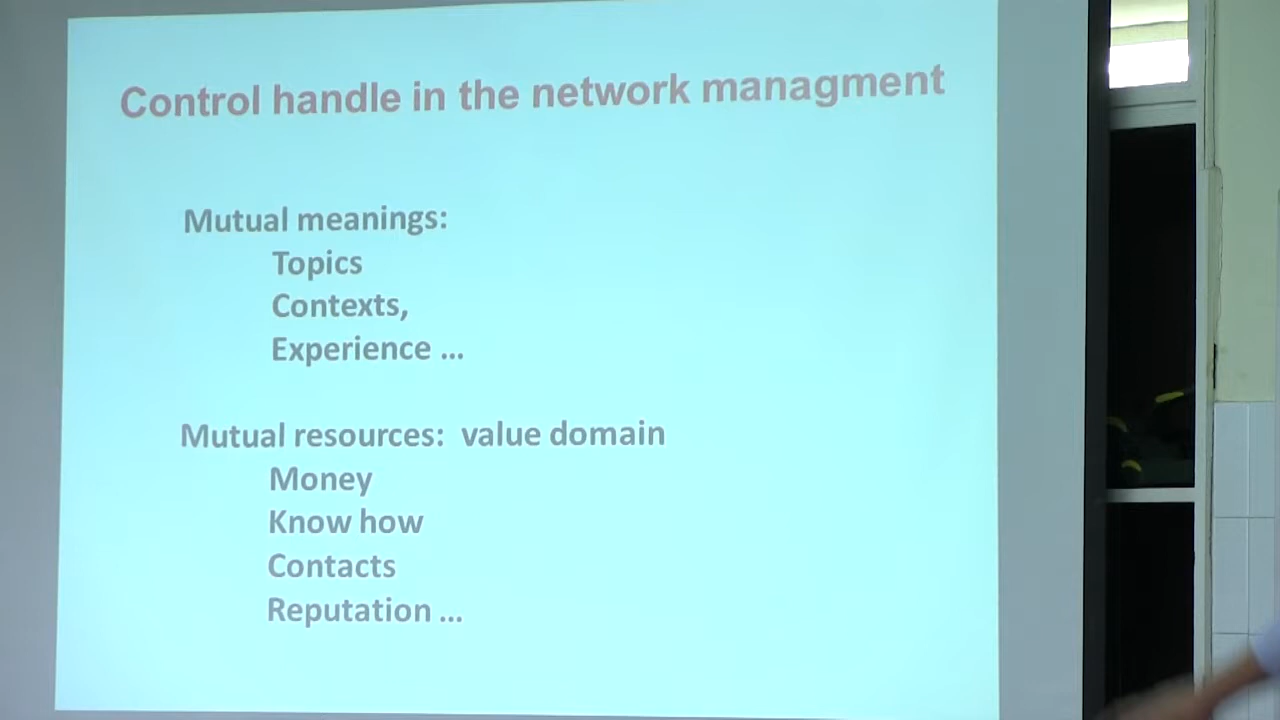 Control handle in the network managment
Mutual meanings:
Topics
Contexts,
Experience ...
Mutual resources: value domain
Money
Know how
Contacts
Reputation ...